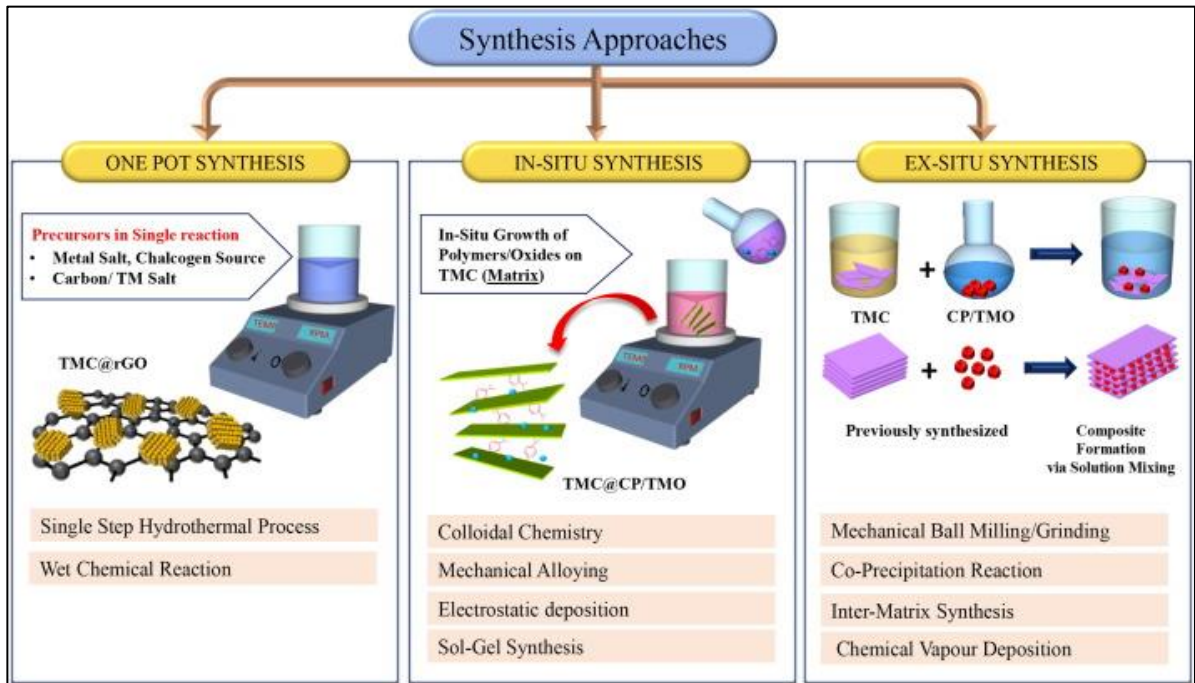 Synthesis Approaches
ONE POT SYNTHESIS
Precursors in Single reaction
• Metal Salt, Chalcogen Source
• Carbon/ TM Salt
TEMP
RPM
TMC@rGO
Single Step Hydrothermal Process
Wet Chemical Reaction
IN-SITU SYNTHESIS
In-Situ Growth of
Polymers/Oxides on
TMC (Matrix)
TEMP
RPM
TMC@CP/TMO
Colloidal Chemistry
Mechanical Alloying
Electrostatic deposition
Sol-Gel Synthesis
EX-SITU SYNTHESIS
+
TMC
CP/TMO
+
Previously synthesized
Composite
Formation
via Solution Mixing
Mechanical Ball Milling/Grinding
Co-Precipitation Reaction
Inter-Matrix Synthesis
Chemical Vapour Deposition